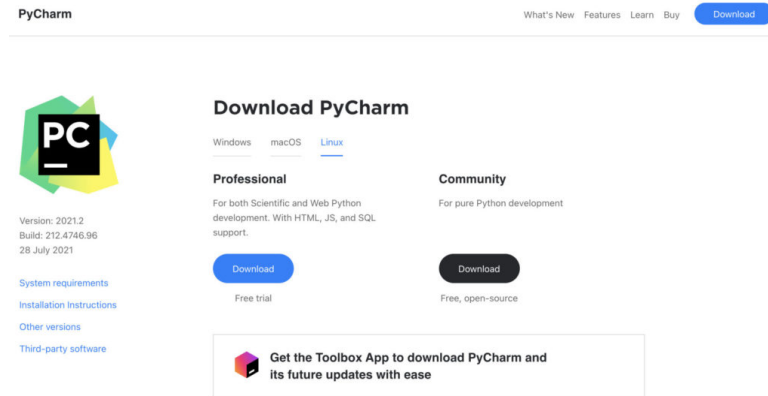 PyCharm
What's New Features Learn Buy Download
Download PyCharm
Windows macOS Linux
PC
Version: 2021.2
Build: 212.4746.96
28 July 2021
System requirements
Installation Instructions
Other versions
Third-party software
Professional
For both Scientific and Web Python
development. With HTML, JS, and SQL
support.
Download
Free trial
Community
For pure Python development
Download
Free, open-source
Get the Toolbox App to download PyCharm and
its future updates with ease